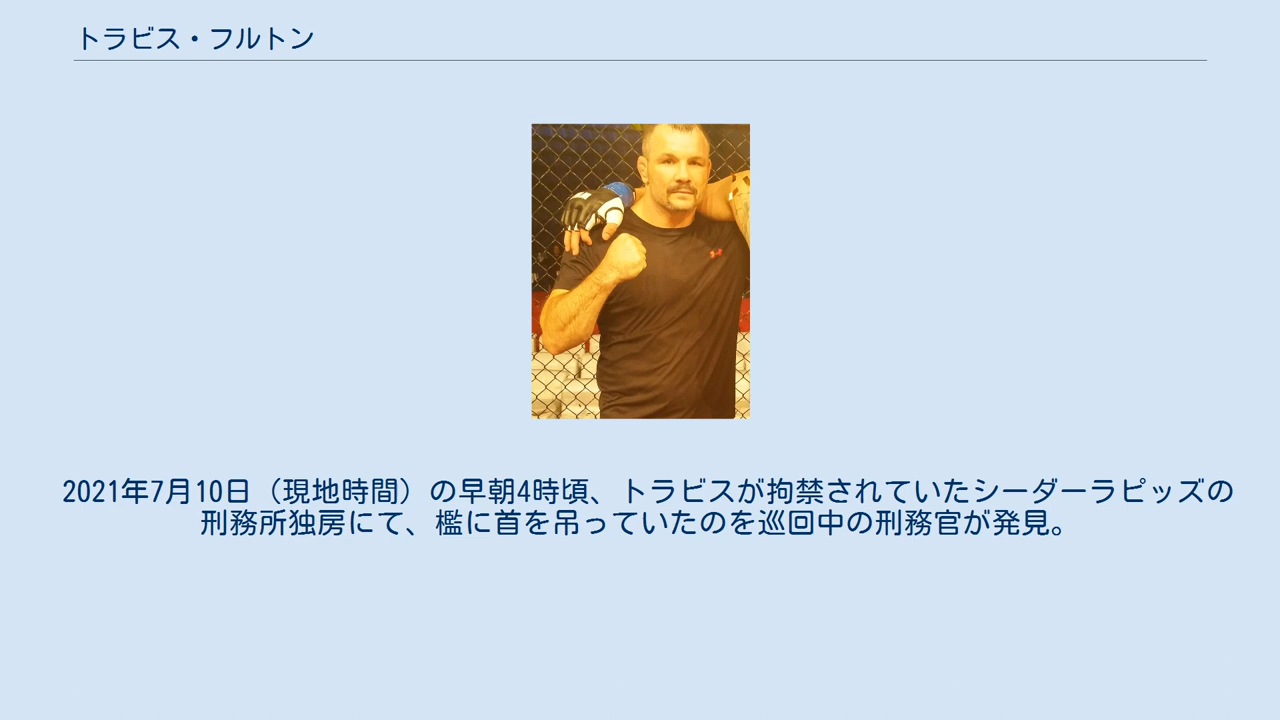 トラビス・フルトン
2021年7月10日（現地時間）の早朝4時頃、トラビスが拘禁されていたシーダーラピッズの
刑務所独房にて、檻に首を吊っていたのを巡回中の刑務官が発見。